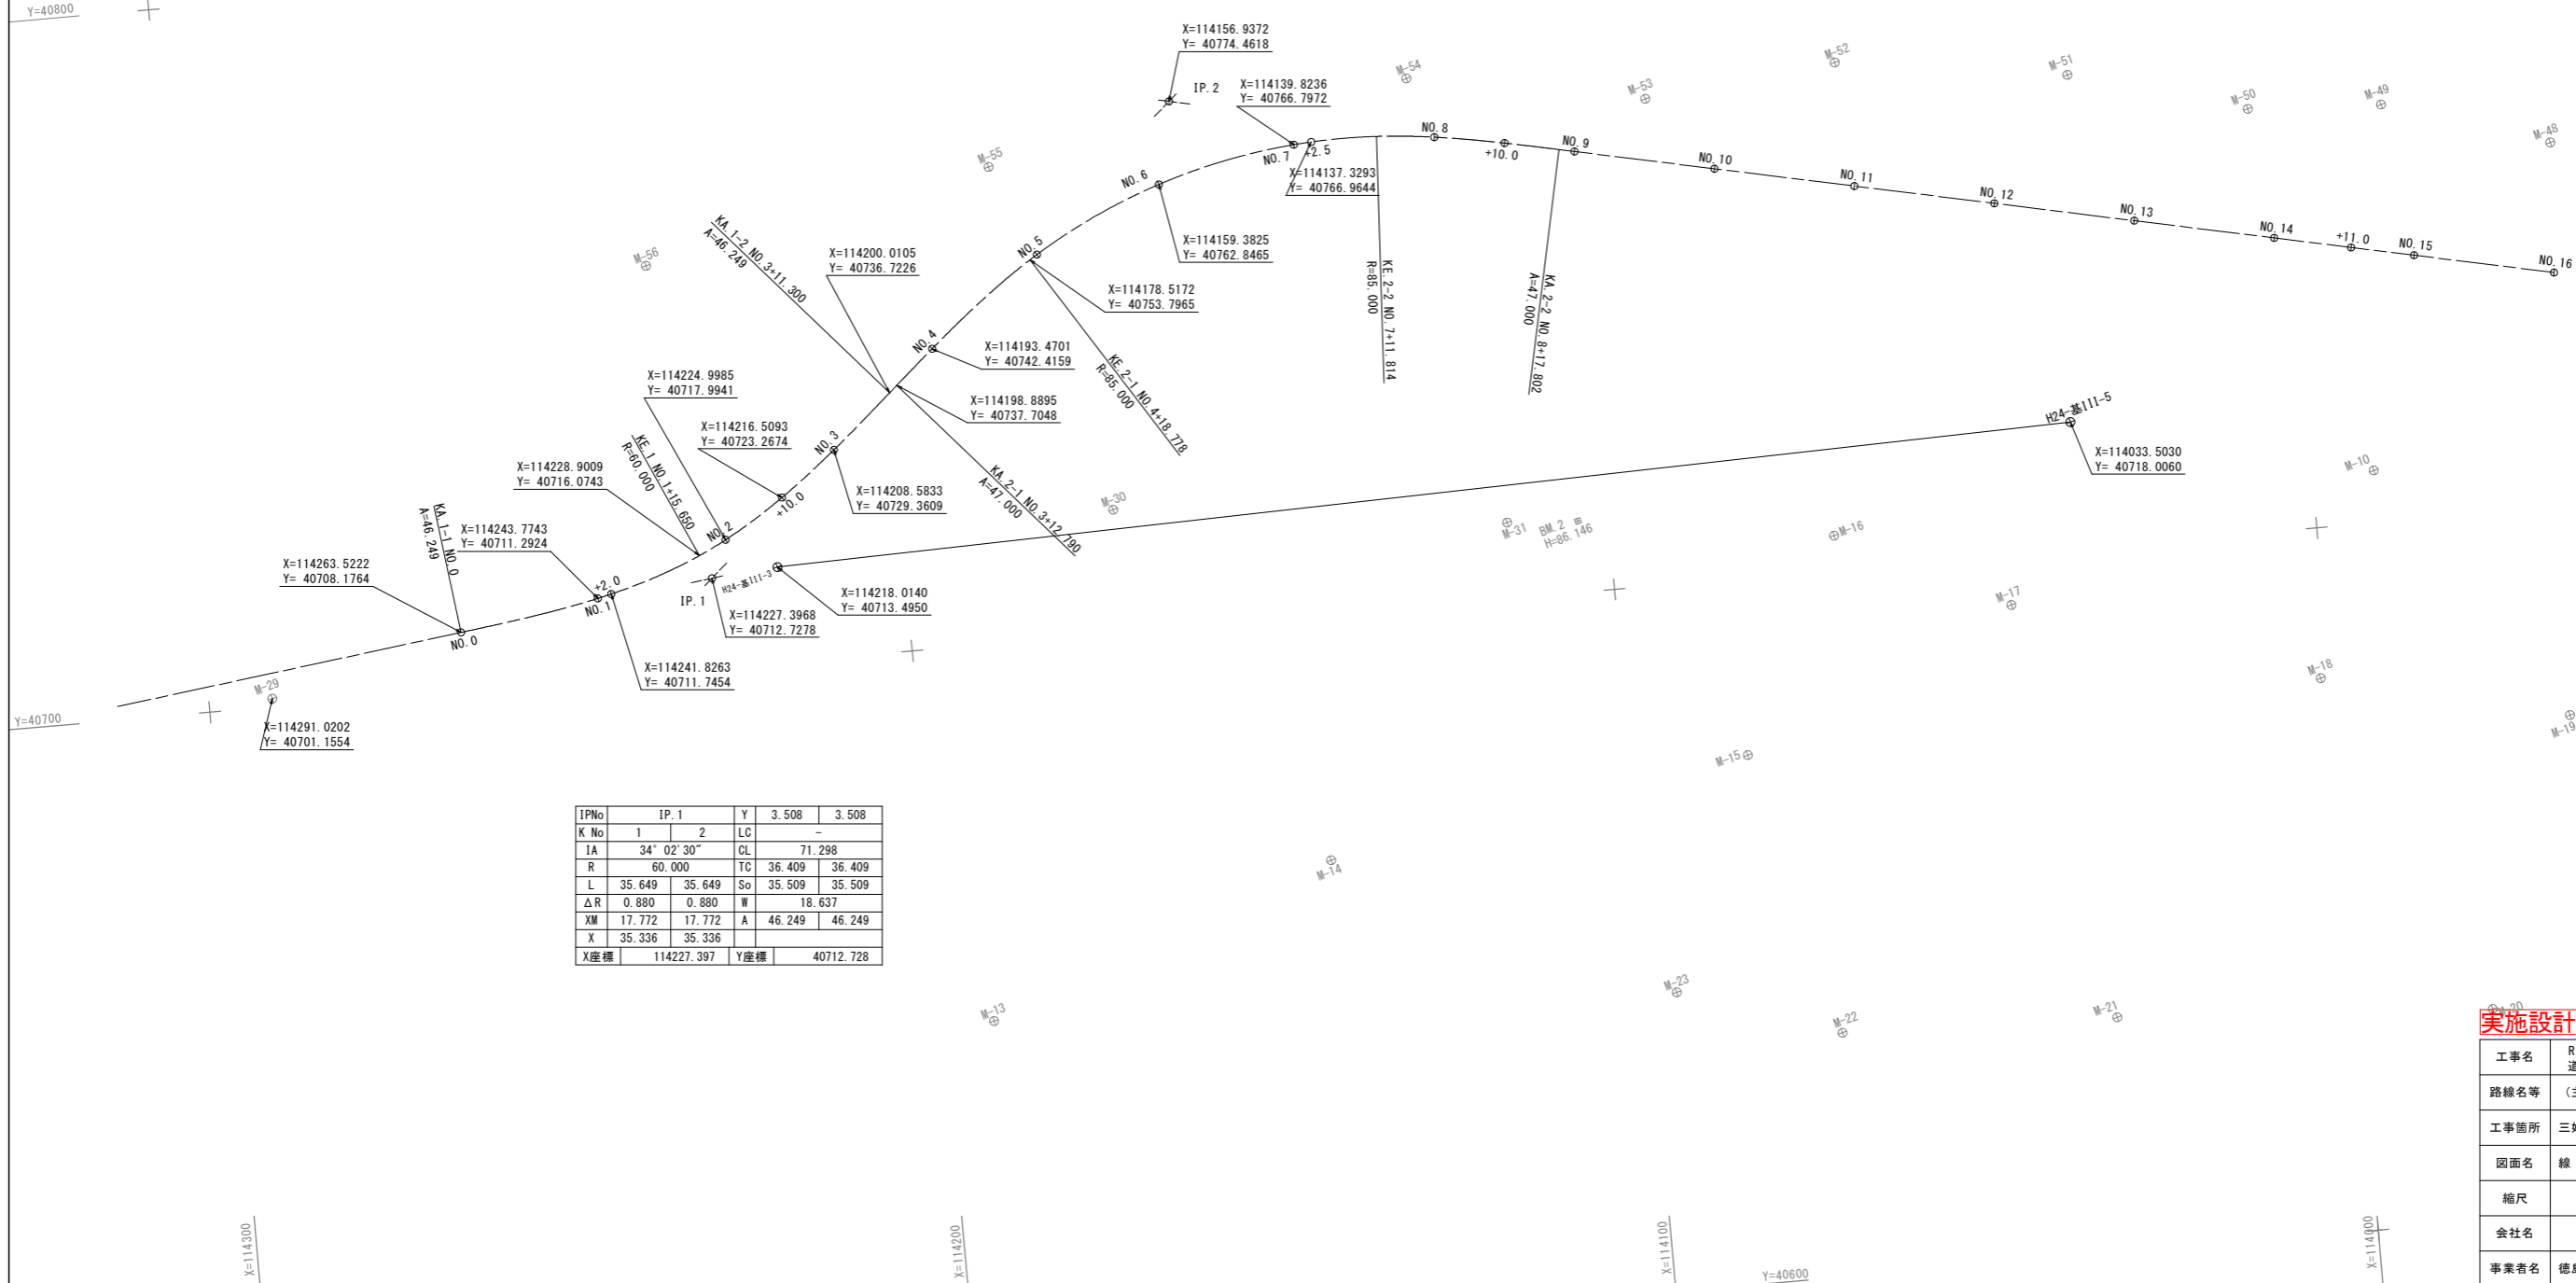 Y=40800
X=114156.9372
Y= 40774.4618
IP.2
X=114139.8236
Y= 40766.7972
M-54
M-53
M-52
M-51
M-50
M-49
M-48
M-55
M-56
NO.7
+2.5
NO.8
+10.0
NO.9
NO.10
NO.11
NO.12
NO.13
NO.14
+11.0
NO.15
NO.16
X=114137.3293
Y= 40766.9644
NO.6
X=114159.3825
Y= 40762.8465
NO.5
X=114178.5172
Y= 40753.7965
KA.1-2 NO.3+11.300
A=46.249
X=114200.0105
Y= 40736.7226
KE.2-2 NO.7+11.814
R=85.000
KA.2-2 NO.8+17.802
A=47.000
NO.4
X=114193.4701
Y= 40742.4159
KE.2-1 NO.4+18.778
R=85.000
X=114224.9985
Y= 40717.9941
X=114198.8895
Y= 40737.7048
X=114216.5093
Y= 40723.2674
NO.3
KA.2-1 NO.3+12.790
A=47.000
X=114228.9009
Y= 40716.0743
KE.1 NO.1+15.650
R=60.000
X=114208.5833
Y= 40729.3609
+10.0
NO.2
KA.1-1 NO.0
A=46.249
X=114243.7743
Y= 40711.2924
X=114263.5222
Y= 40708.1764
+2.0
NO.1
NO.0
IP.1
H24-基III-3
X=114218.0140
Y= 40713.4950
X=114227.3968
Y= 40712.7278
X=114241.8263
Y= 40711.7454
H24-基III-5
X=114033.5030
Y= 40718.0060
M-30
M-31
BM.2
H=86.146
M-16
M-10
M-17
M-18
M-19
M-29
Y=40700
X=114291.0202
Y= 40701.1554
M-15
M-14
M-13
M-23
M-22
M-21
M-20
IPNo IP.1 Y 3.508 3.508
K No 1 2 LC -
IA 34° 02′30″ CL 71.298
R 60.000 TC 36.409 36.409
L 35.649 35.649 So 35.509 35.509
ΔR 0.880 0.880 W 18.637
XM 17.772 17.772 A 46.249 46.249
X 35.336 35.336
X座標 114227.397 Y座標 40712.728
実施設計
工事名 R
道
路線名等
工事箇所 三
図面名 線
縮尺
会社名
事業者名 徳
X=114300
X=114200
X=114100
X=114000
Y=40600